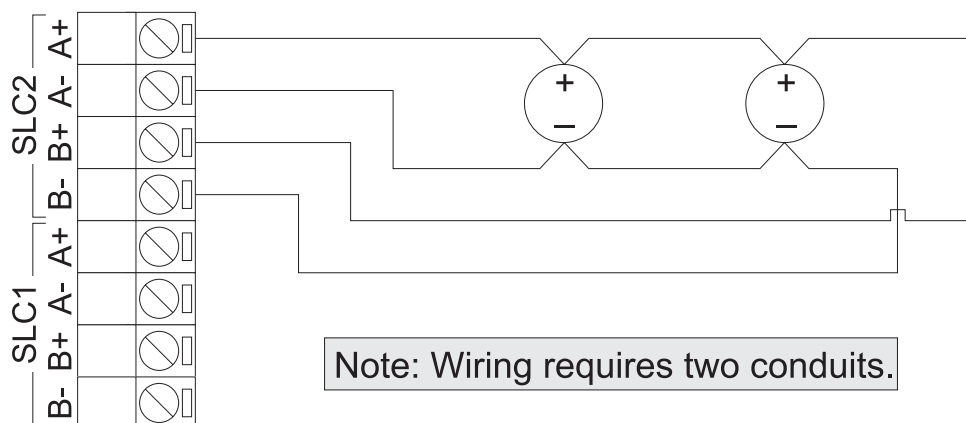 SLC2
A+
A-
B+
B-
SLC1
A+
A-
B+
B-
+
–
+
–
Note: Wiring requires two conduits.